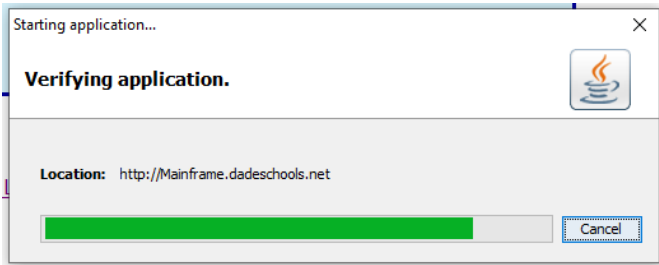 Starting application...
Verifying application.
Location: http://Mainframe.dadeschools.net
Cancel